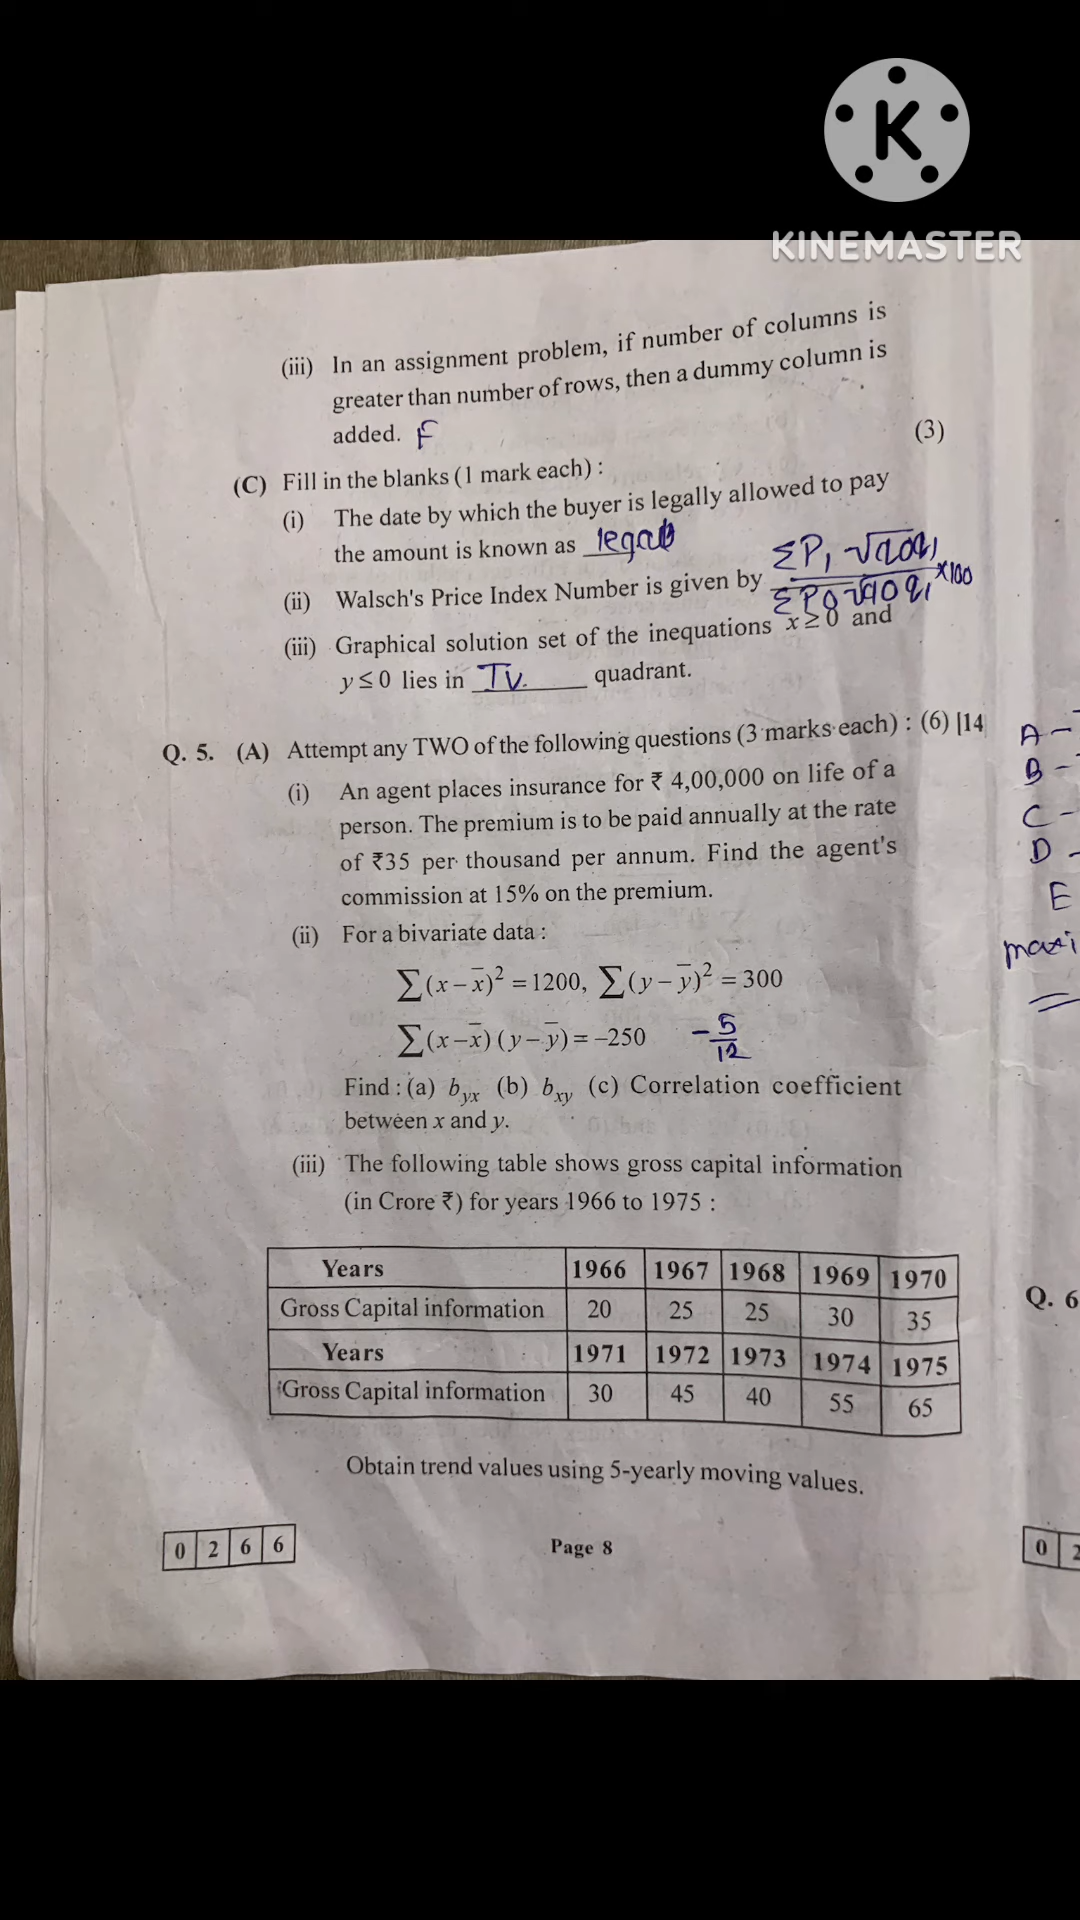 K
KINEMASTER
(iii) In an assignment problem, if number of columns is
greater than number of rows, then a dummy column is
added. F
(3)
(C) Fill in the blanks (1 mark each) :
(i) The date by which the buyer is legally allowed to pay
the amount is known as legal
(ii) Walsch's Price Index Number is given by ΣP₁√q0q₁ / ΣP0√q0q₁ ×100
(iii) Graphical solution set of the inequations x ≥ 0 and
y ≤ 0 lies in IV. quadrant.
Q. 5. (A) Attempt any TWO of the following questions (3 marks each) : (6) [14
(i) An agent places insurance for ₹ 4,00,000 on life of a
person. The premium is to be paid annually at the rate
of ₹35 per thousand per annum. Find the agent's
commission at 15% on the premium.
(ii) For a bivariate data :
∑(x – x̅)² = 1200, ∑(y – y̅)² = 300
∑(x – x̅) (y – y̅) = –250 -5/12
Find : (a) byx (b) bxy (c) Correlation coefficient
between x and y.
(iii) The following table shows gross capital information
(in Crore ₹) for years 1966 to 1975 :
Years 1966 1967 1968 1969 1970
Gross Capital information 20 25 25 30 35
Years 1971 1972 1973 1974 1975
Gross Capital information 30 45 40 55 65
Obtain trend values using 5-yearly moving values.
0 2 6 6
Page 8
A -
B -
C -
D -
E
maxi
Q. 6
0 2